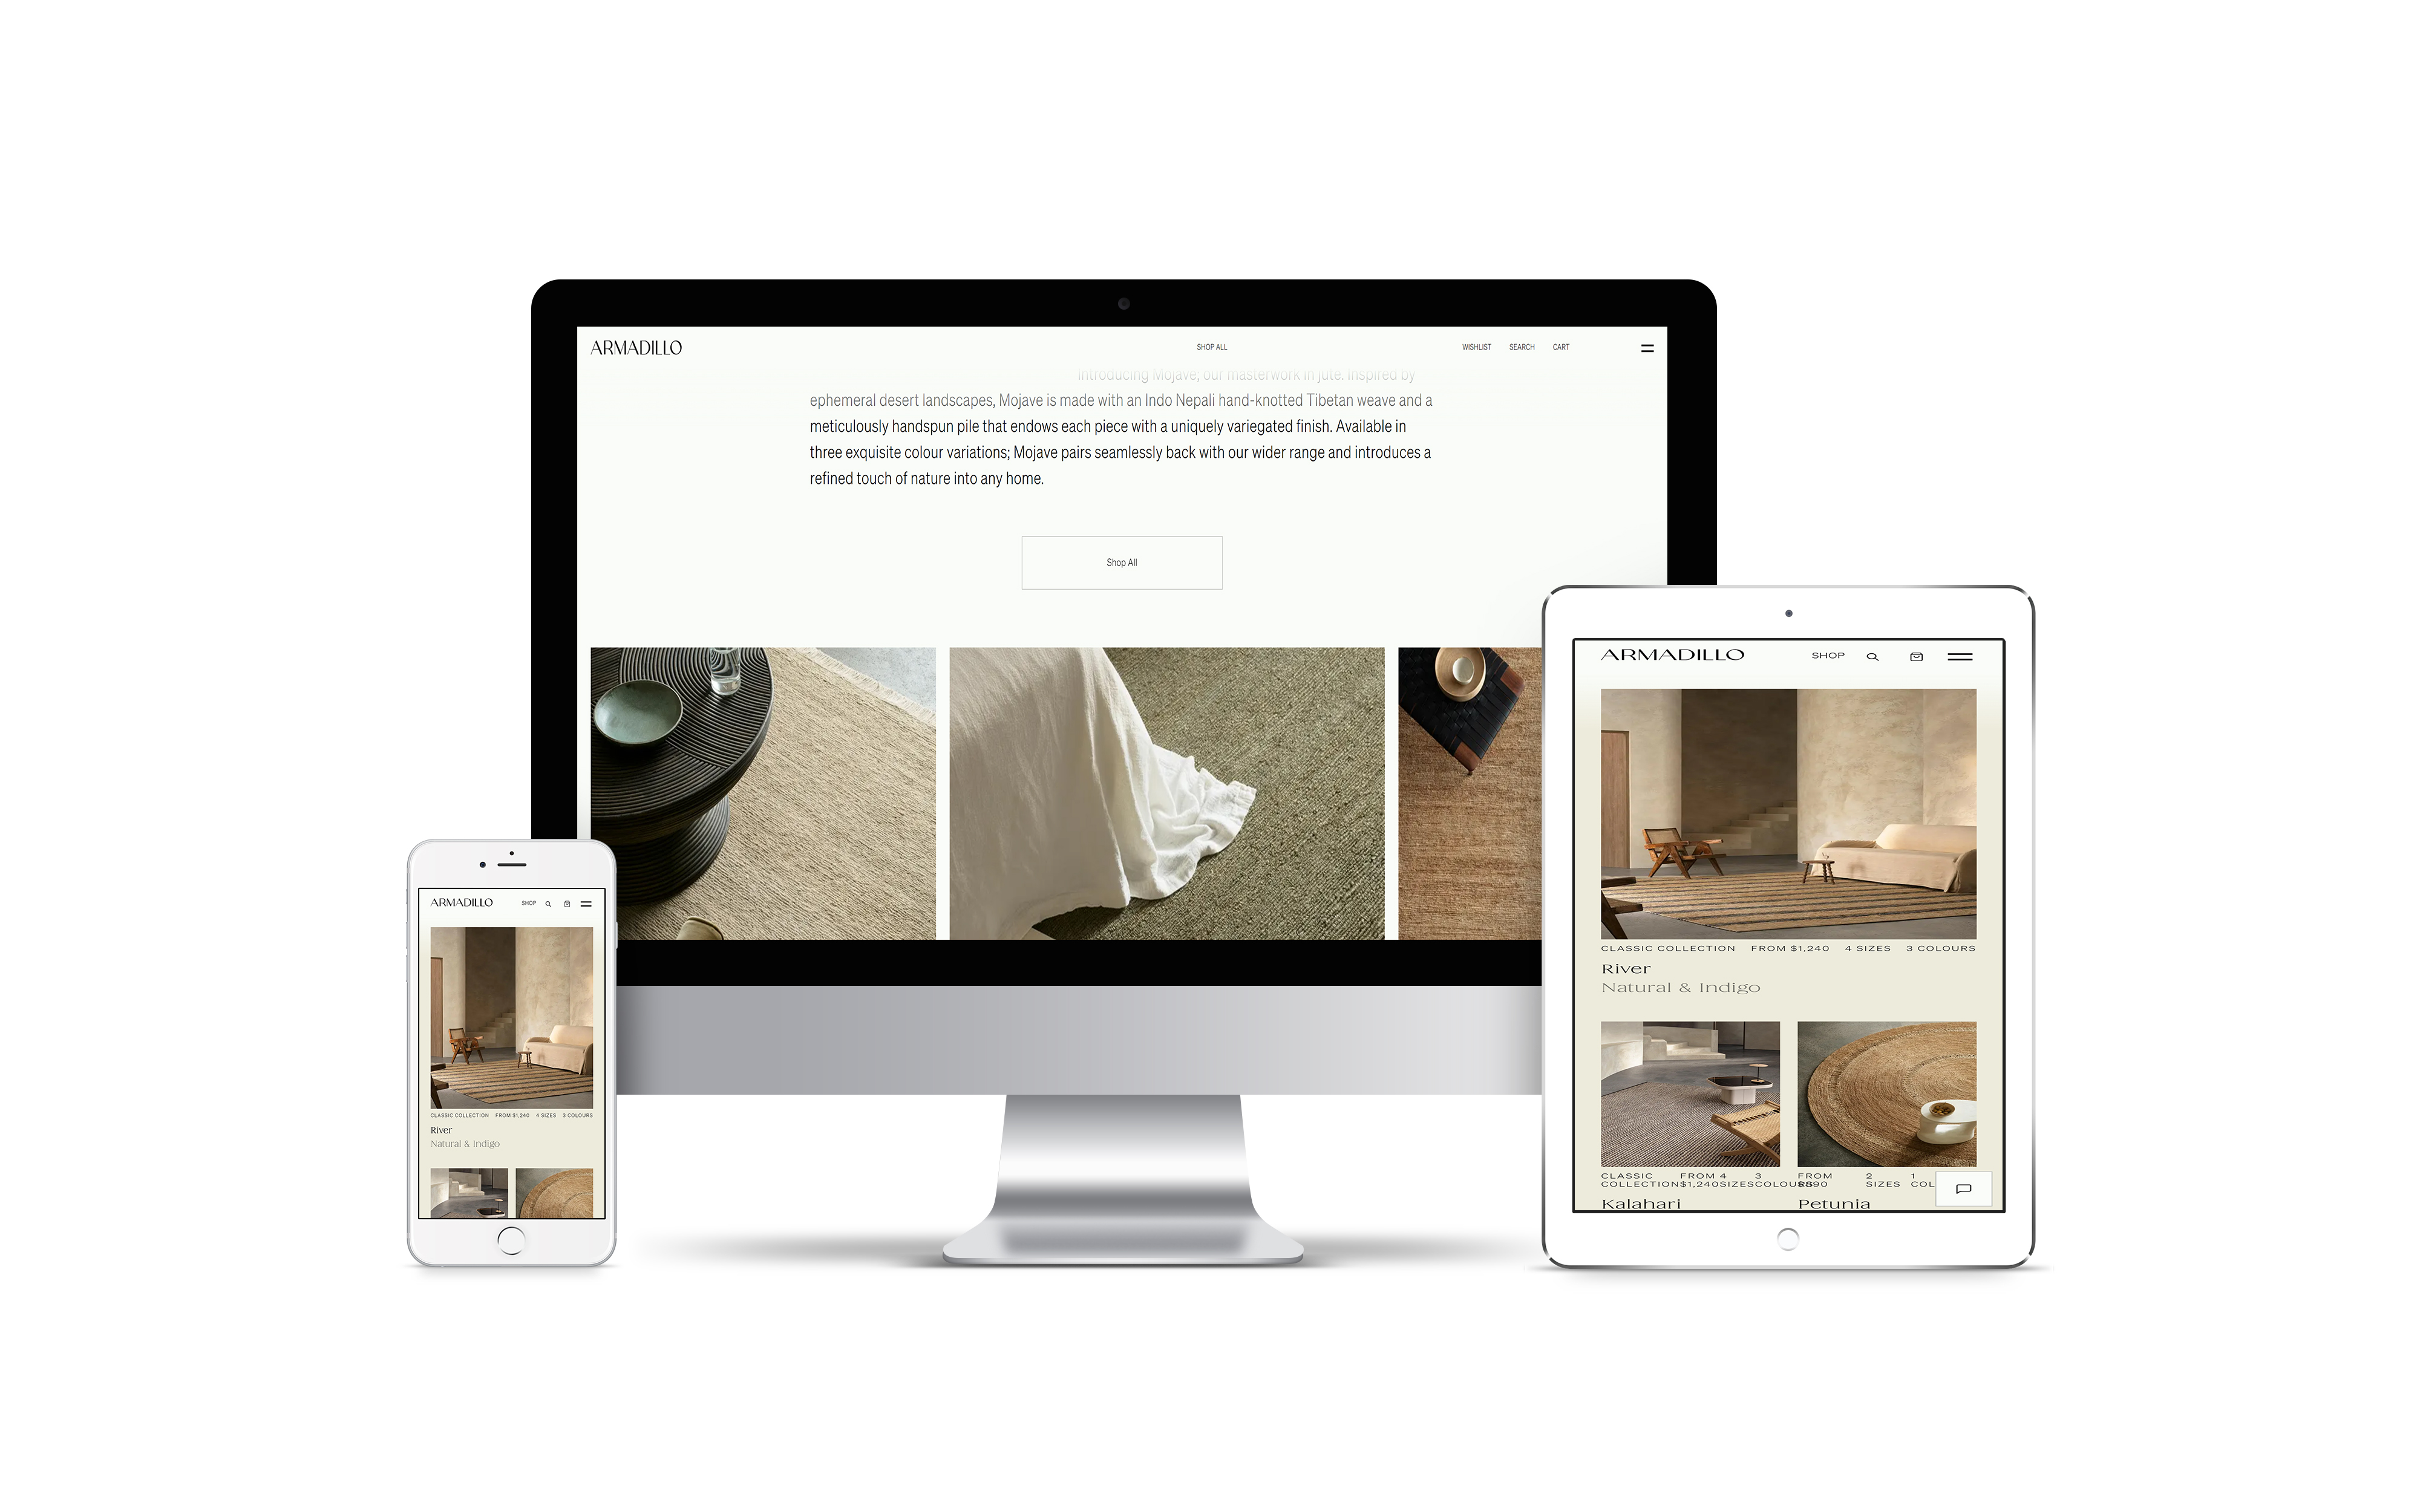 ARMADILLO
SHOP ALL
WISHLIST SEARCH CART
Introducing Mojave; our masterwork in jute. Inspired by
ephemeral desert landscapes, Mojave is made with an Indo Nepali hand-knotted Tibetan weave and a
meticulously handspun pile that endows each piece with a uniquely variegated finish. Available in
three exquisite colour variations; Mojave pairs seamlessly back with our wider range and introduces a
refined touch of nature into any home.
Shop All
ARMADILLO SHOP
CLASSIC COLLECTION FROM $1,240 4 SIZES 3 COLOURS
River
Natural & Indigo
ARMADILLO SHOP
CLASSIC COLLECTION FROM $1,240 4 SIZES 3 COLOURS
River
Natural & Indigo
CLASSIC FROM 4 3
COLLECTION $1,240 SIZES COLOURS
Kalahari
FROM 2 1
SIZES
Petunia